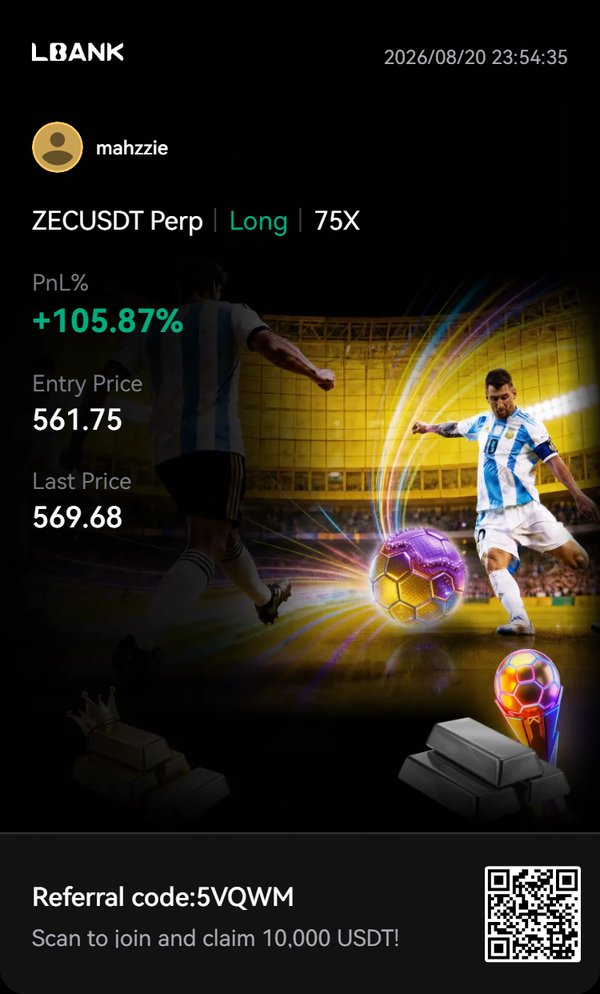 LBANK
2026/08/20 23:54:35
mahzzie
ZECUSDT Perp | Long | 75X
PnL%
+105.87%
Entry Price
561.75
Last Price
569.68
10
Referral code:5VQWM
Scan to join and claim 10,000 USDT!